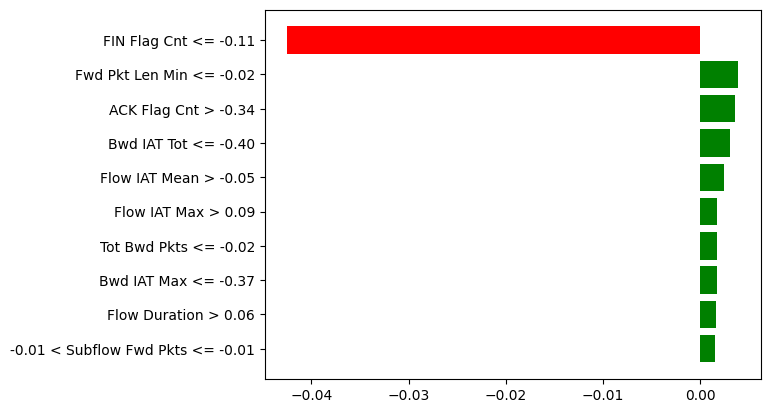 FIN Flag Cnt <= -0.11
Fwd Pkt Len Min <= -0.02
ACK Flag Cnt > -0.34
Bwd IAT Tot <= -0.40
Flow IAT Mean > -0.05
Flow IAT Max > 0.09
Tot Bwd Pkts <= -0.02
Bwd IAT Max <= -0.37
Flow Duration > 0.06
-0.01 < Subflow Fwd Pkts <= -0.01
−0.04 −0.03 −0.02 −0.01 0.00